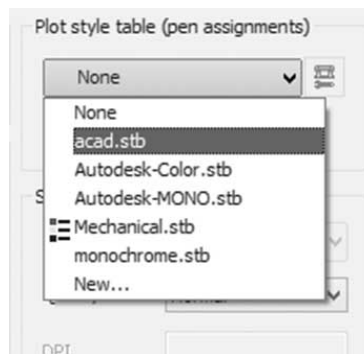 Plot style table (pen assignments)
None
None
acad.stb
Autodesk-Color.stb
Autodesk-MONO.stb
S
Mechanical.stb
monochrome.stb
New...
DPI